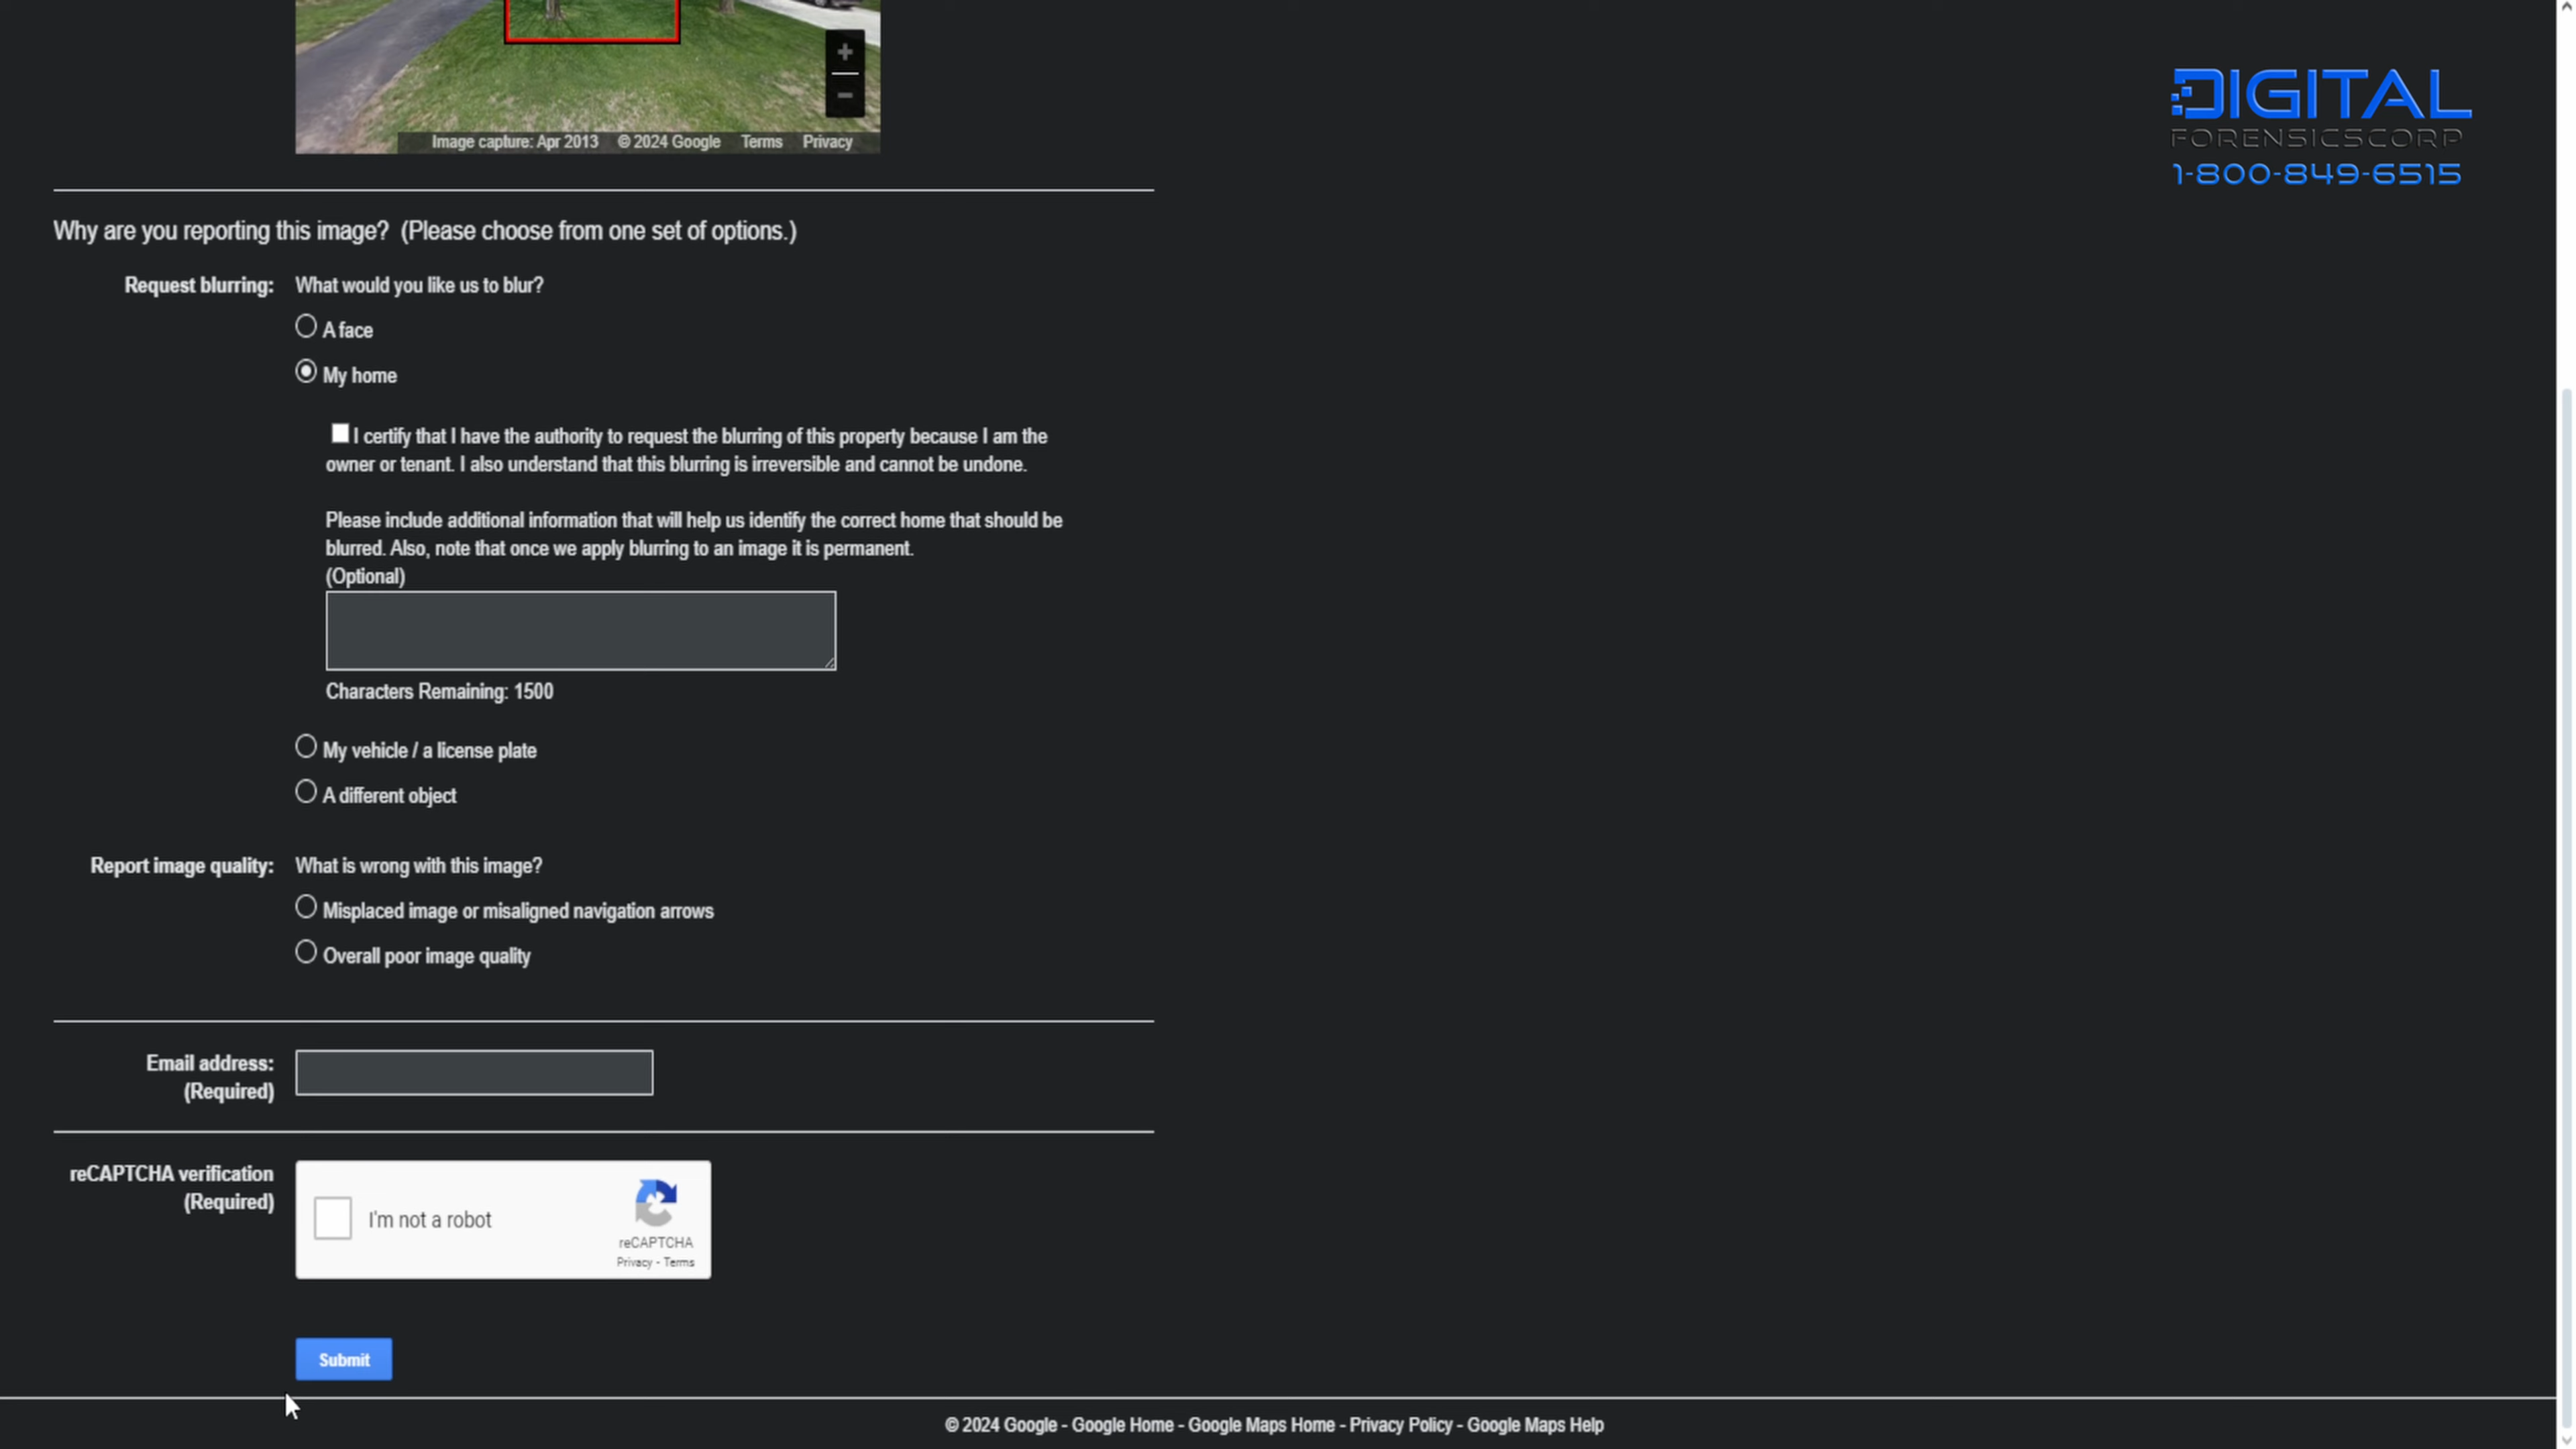 Image capture: Apr 2013 © 2024 Google Terms Privacy
DIGITAL
FORENSICSCORP
1-800-849-6515
Why are you reporting this image? (Please choose from one set of options.)
Request blurring: What would you like us to blur?
A face
My home
I certify that I have the authority to request the blurring of this property because I am the
owner or tenant. I also understand that this blurring is irreversible and cannot be undone.
Please include additional information that will help us identify the correct home that should be
blurred. Also, note that once we apply blurring to an image it is permanent.
(Optional)
Characters Remaining: 1500
My vehicle / a license plate
A different object
Report image quality: What is wrong with this image?
Misplaced image or misaligned navigation arrows
Overall poor image quality
Email address:
(Required)
reCAPTCHA verification
(Required)
I'm not a robot
reCAPTCHA
Privacy - Terms
Submit
© 2024 Google - Google Home - Google Maps Home - Privacy Policy - Google Maps Help